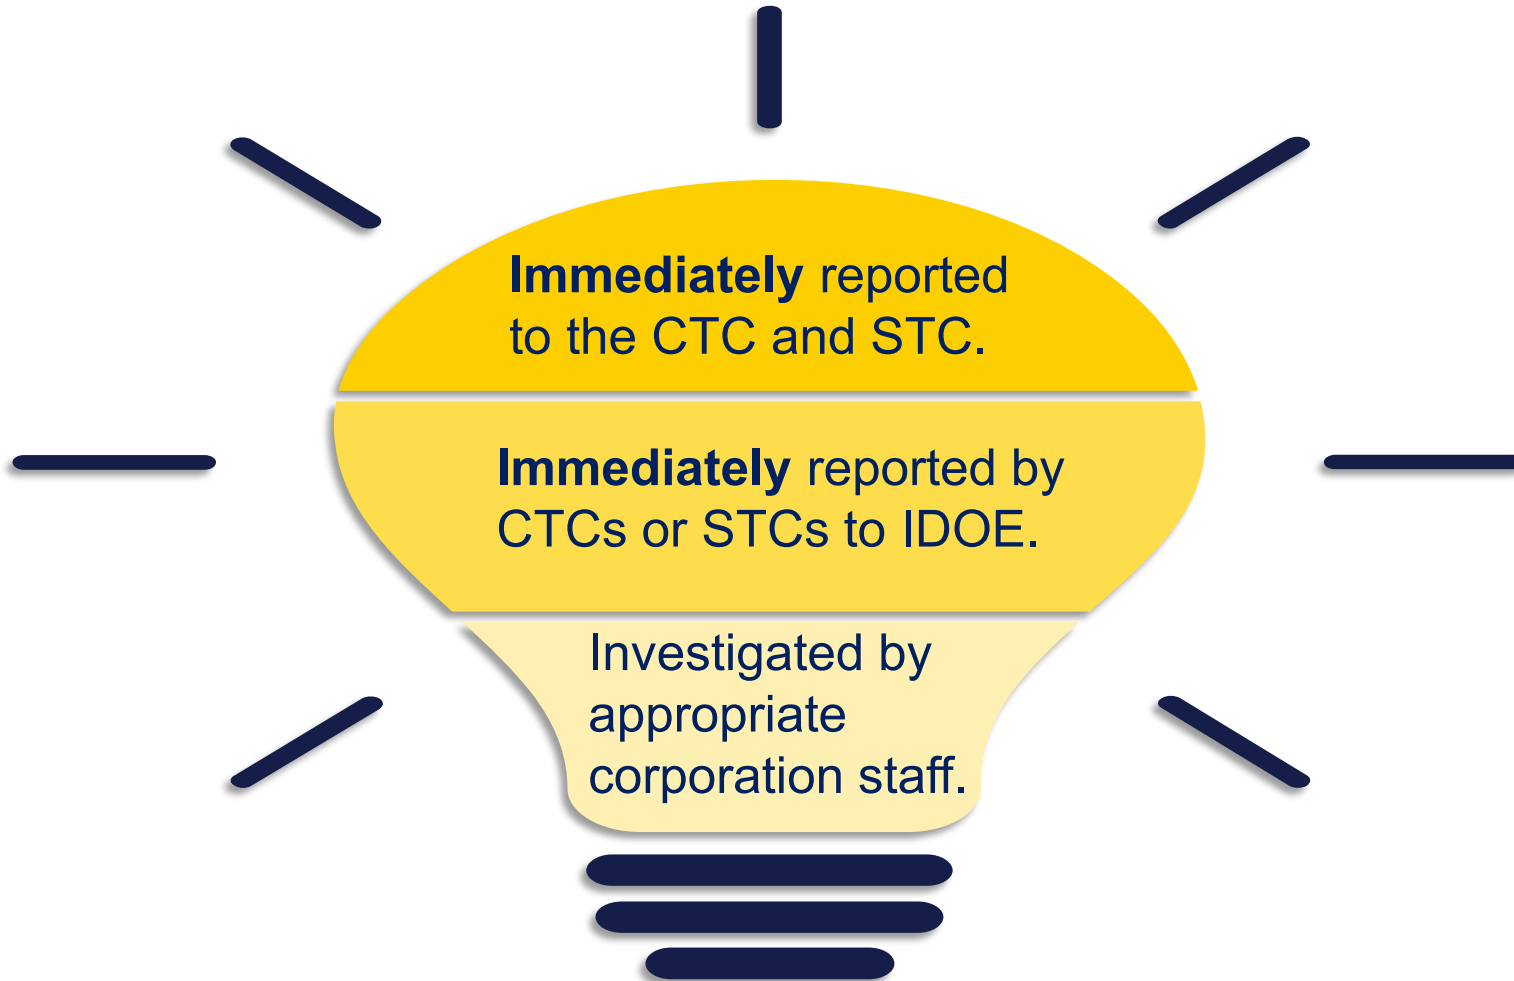 Immediately reported
to the CTC and STC.
Immediately reported by
CTCs or STCs to IDOE.
Investigated by
appropriate
corporation staff.